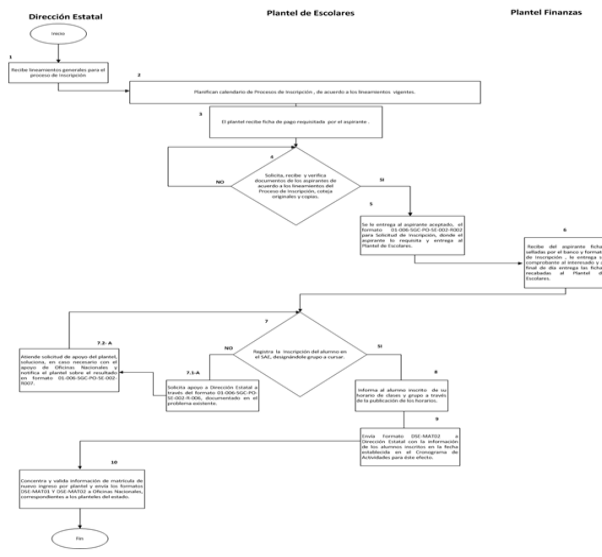 Dirección Estatal
Plantel de Escolares
Plantel Finanzas
Inicio
1
Recibe lineamientos generales para el
proceso de inscripción
2
Planifican calendario de Procesos de Inscripción , de acuerdo a los lineamientos vigentes.
3
El plantel recibe ficha de pago requisitada por el aspirante .
4
Solicita, recibe y verifica
documentos de los aspirantes de
acuerdo a los lineamientos del
Proceso de inscripción, coteja
originales y copias.
NO
SI
5
Se le entrega al aspirante aceptado, el
formato 01-006-SGC-PO-SE-002-R002
para Solicitud de Inscripción, donde el
aspirante lo requisita y entrega al
Plantel de Escolares.
6
Recibe del aspirante fichas
selladas por el banco y formato
de Inscripción , le entrega su
comprobante al interesado y al
final de día entrega las fichas
recabadas al Plantel de
Escolares.
7
Registra la inscripción del alumno en
el SAE, designándole grupo a cursar.
NO
SI
7.2- A
Atiende solicitud de apoyo del plantel,
soluciona, en caso necesario con el
apoyo de Oficinas Nacionales y
notifica el plantel sobre el resultado
en formato 01-006-SGC-PO-SE-002-
R007.
7.1-A
Solicita apoyo a Dirección Estatal a
través del formato 01-006-SGC-PO-
SE-002-R-006, documentado en el
problema existente.
8
Informa al alumno inscrito de su
horario de clases y grupo a través
de la publicación de los horarios.
9
Envía formato DSE-MAT02 a
Dirección Estatal con la información
de los alumnos inscritos en la fecha
establecida en el Cronograma de
Actividades para éste efecto.
10
Concentra y valida información de matrícula de
nuevo ingreso por plantel y envía los formatos
DSE-MAT01 Y DSE-MAT02 a Oficinas Nacionales,
correspondientes a los planteles del estado.
Fin